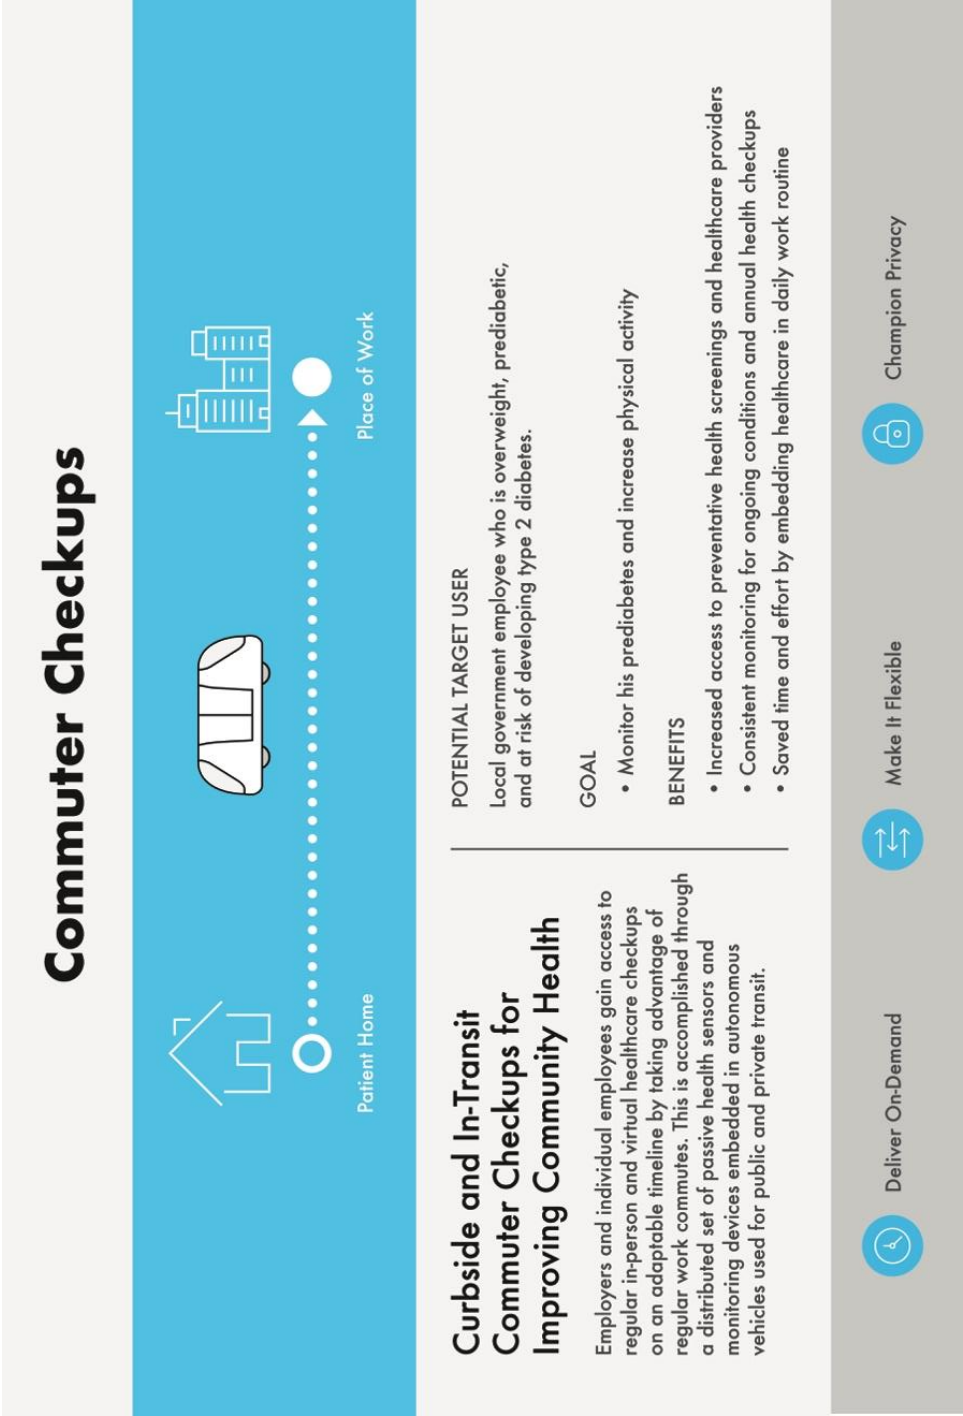 Commuter Checkups
Patient Home
Place of Work
Curbside and In-Transit
Commuter Checkups for
Improving Community Health
Employers and individual employees gain access to
regular in-person and virtual healthcare checkups
on an adaptable timeline by taking advantage of
regular work commutes. This is accomplished through
a distributed set of passive health sensors and
monitoring devices embedded in autonomous
vehicles used for public and private transit.
POTENTIAL TARGET USER
Local government employee who is overweight, prediabetic,
and at risk of developing type 2 diabetes.
GOAL
• Monitor his prediabetes and increase physical activity
BENEFITS
• Increased access to preventative health screenings and healthcare providers
• Consistent monitoring for ongoing conditions and annual health checkups
• Saved time and effort by embedding healthcare in daily work routine
Deliver On-Demand
Make It Flexible
Champion Privacy